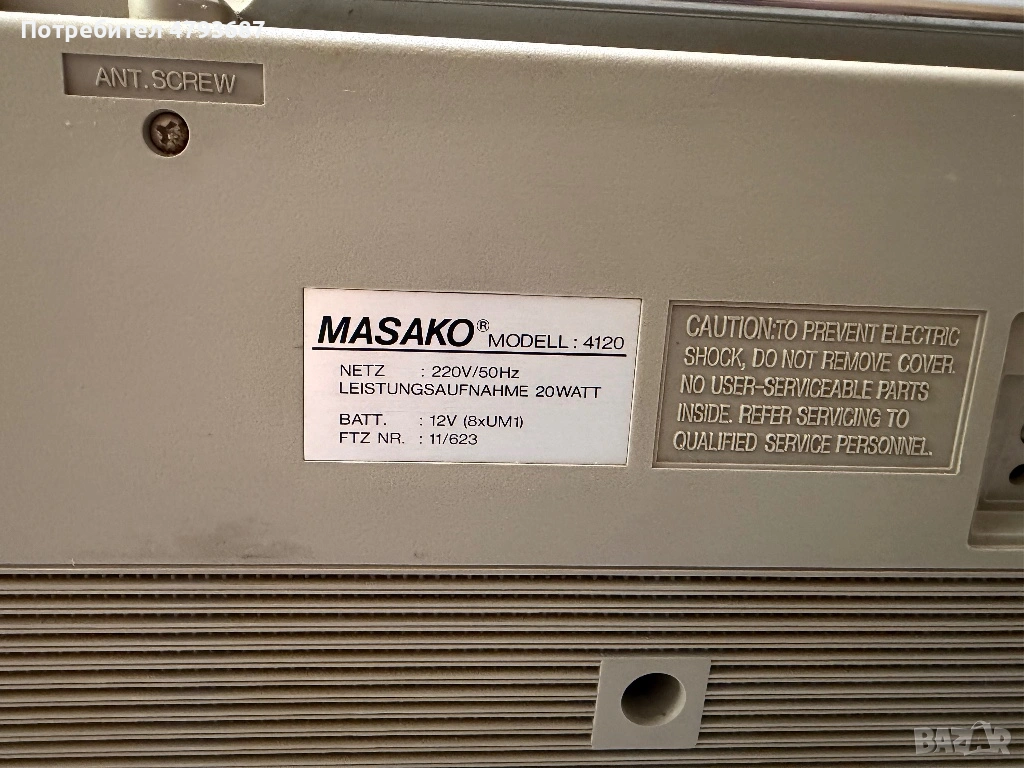 Потребител 4793687
ANT.SCREW
MASAKO® MODELL : 4120
NETZ : 220V/50Hz
LEISTUNGSAUFNAHME 20WATT
BATT. : 12V (8xUM1)
FTZ NR. : 11/623
CAUTION:TO PREVENT ELECTRIC
SHOCK, DO NOT REMOVE COVER.
NO USER-SERVICEABLE PARTS
INSIDE. REFER SERVICING TO
QUALIFIED SERVICE PERSONNEL.
BAZAR